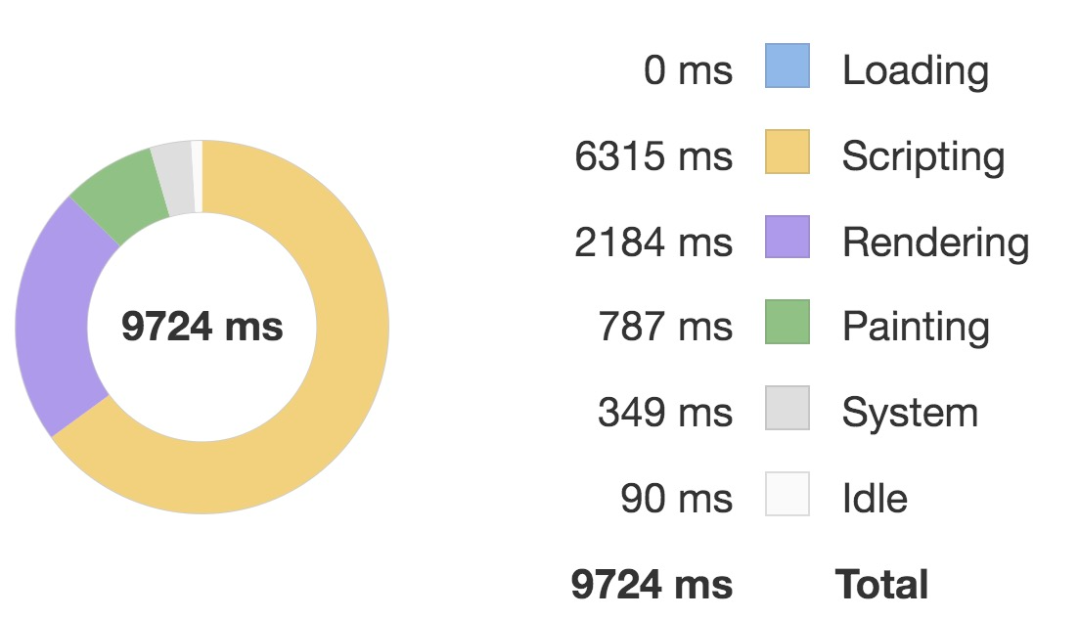 0 ms Loading
6315 ms Scripting
2184 ms Rendering
9724 ms
787 ms Painting
349 ms System
90 ms Idle
9724 ms Total